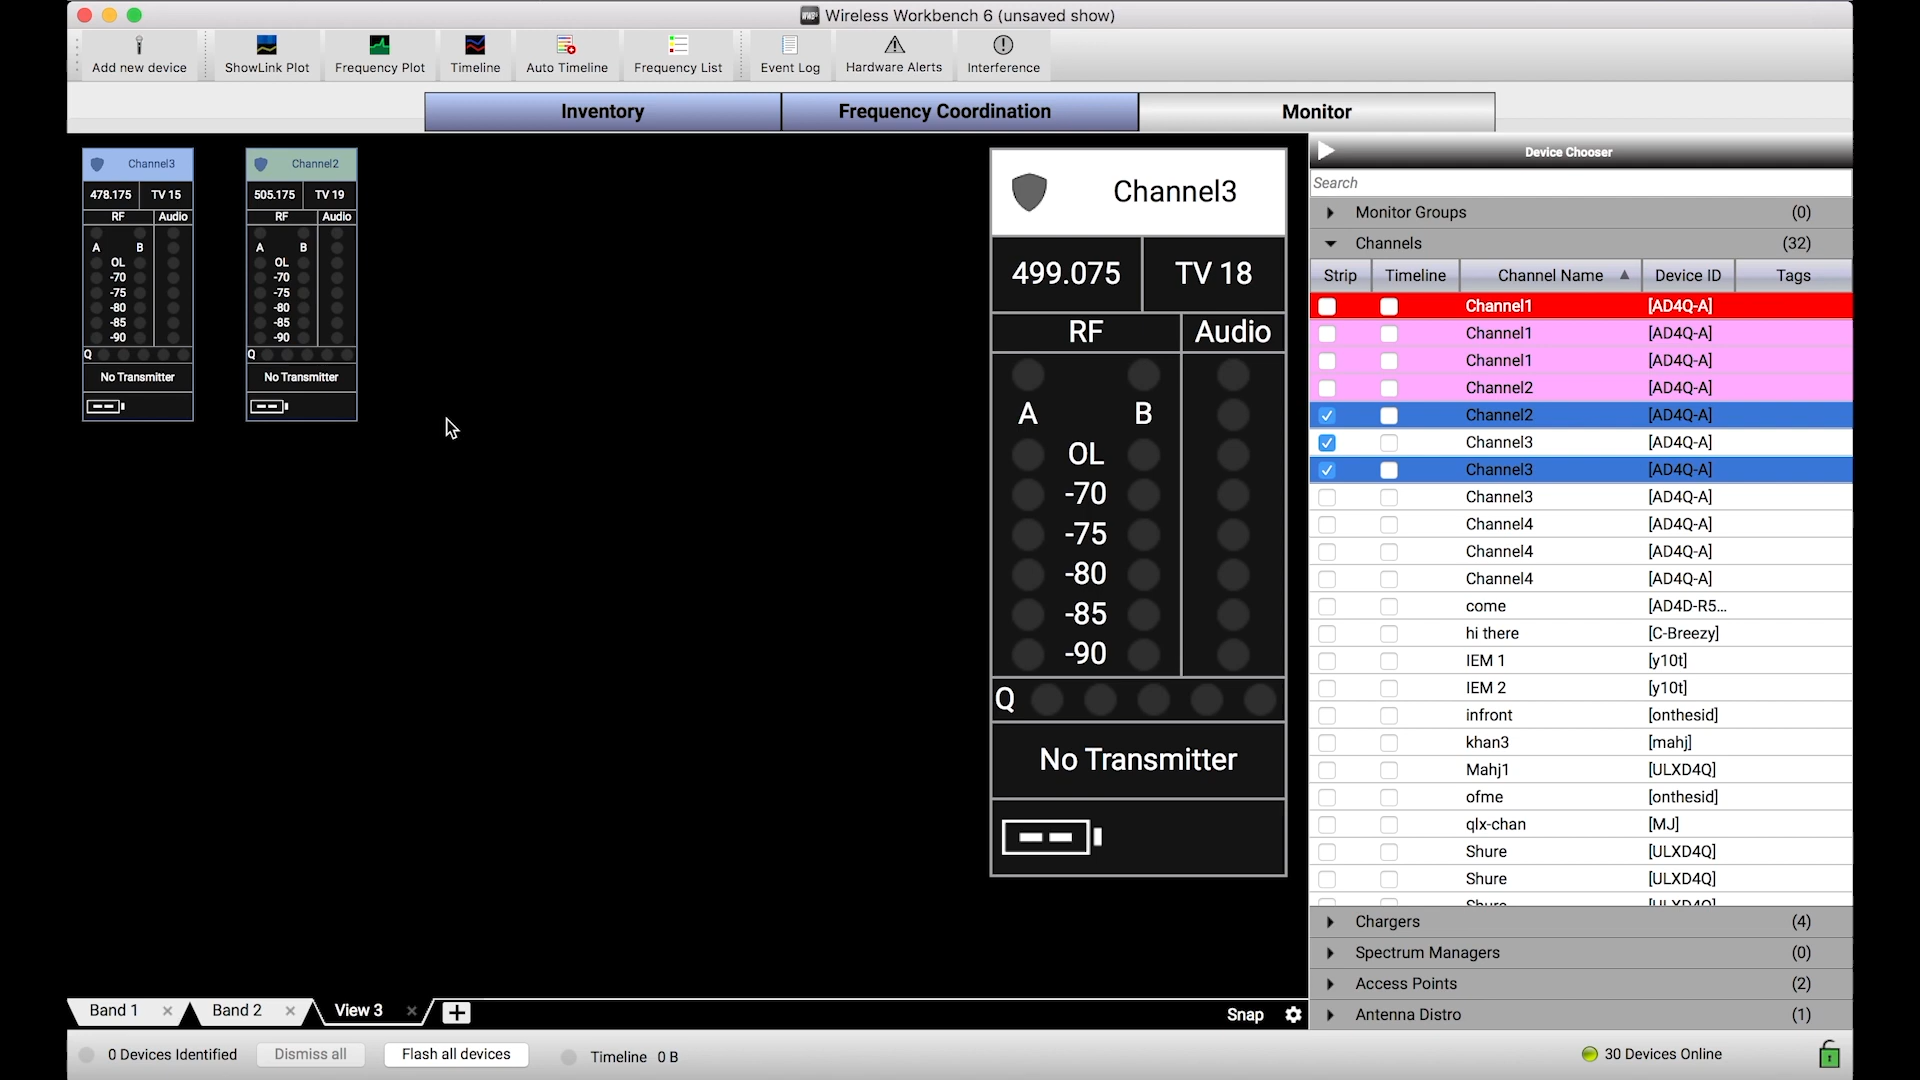 Wireless Workbench 6 (unsaved show)
Add new device
ShowLink Plot
Frequency Plot
Timeline
Auto Timeline
Frequency List
Event Log
Hardware Alerts
Interference
Inventory
Frequency Coordination
Monitor
Channel3
478.175 TV 15
RF Audio
A B
OL
-70
-75
-80
-85
-90
Q
No Transmitter
Channel2
505.175 TV 19
RF Audio
A B
OL
-70
-75
-80
-85
-90
Q
No Transmitter
Channel3
499.075 TV 18
RF Audio
A B
OL
-70
-75
-80
-85
-90
Q
No Transmitter
Device Chooser
Search
Monitor Groups (0)
Channels (32)
Strip Timeline Channel Name Device ID Tags
Channel1 [AD4Q-A]
Channel1 [AD4Q-A]
Channel1 [AD4Q-A]
Channel2 [AD4Q-A]
Channel2 [AD4Q-A]
Channel3 [AD4Q-A]
Channel3 [AD4Q-A]
Channel3 [AD4Q-A]
Channel4 [AD4Q-A]
Channel4 [AD4Q-A]
Channel4 [AD4Q-A]
come [AD4D-R5...
hi there [C-Breezy]
IEM 1 [y10t]
IEM 2 [y10t]
infront [onthesid]
khan3 [mahj]
Mahj1 [ULXD4Q]
ofme [onthesid]
qlx-chan [MJ]
Shure [ULXD4Q]
Shure [ULXD4Q]
Shure [ULXD4Q]
Chargers (4)
Spectrum Managers (0)
Access Points (2)
Antenna Distro (1)
Band 1 Band 2 View 3 Snap
0 Devices Identified Dismiss all Flash all devices Timeline 0 B 30 Devices Online